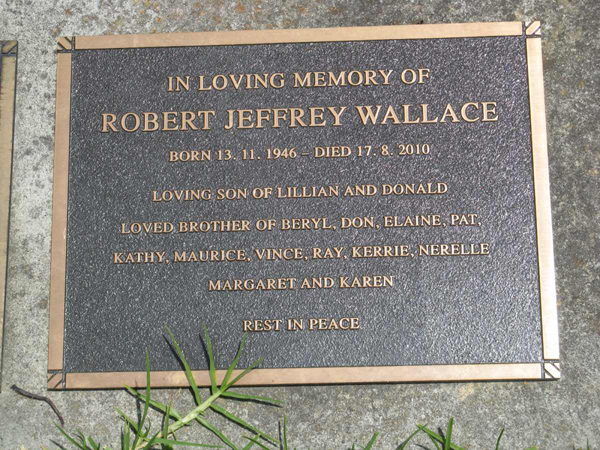 IN LOVING MEMORY OF
ROBERT JEFFREY WALLACE
BORN 13. 11. 1946 – DIED 17. 8. 2010
LOVING SON OF LILLIAN AND DONALD
LOVED BROTHER OF BERYL, DON, ELAINE, PAT,
KATHY, MAURICE, VINCE, RAY, KERRIE, NERELLE
MARGARET AND KAREN
REST IN PEACE